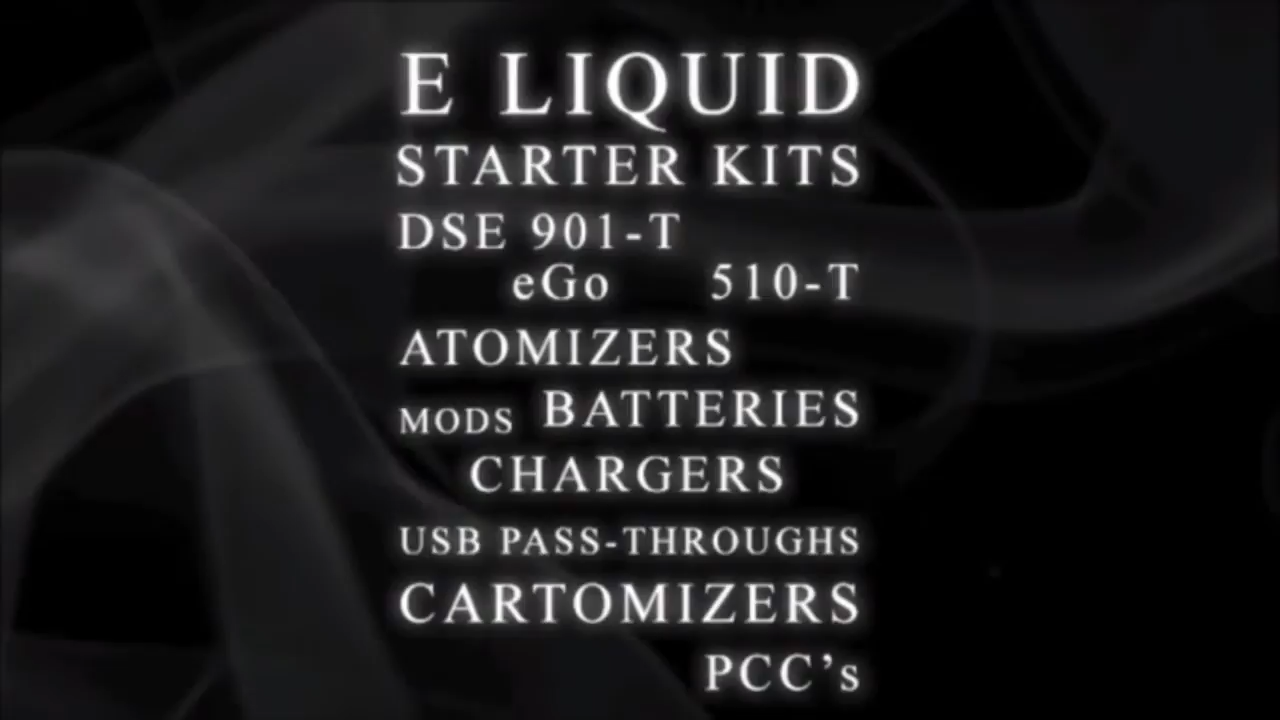 E LIQUID
STARTER KITS
DSE 901-T
eGo 510-T
ATOMIZERS
MODS BATTERIES
CHARGERS
USB PASS-THROUGHS
CARTOMIZERS
PCC's